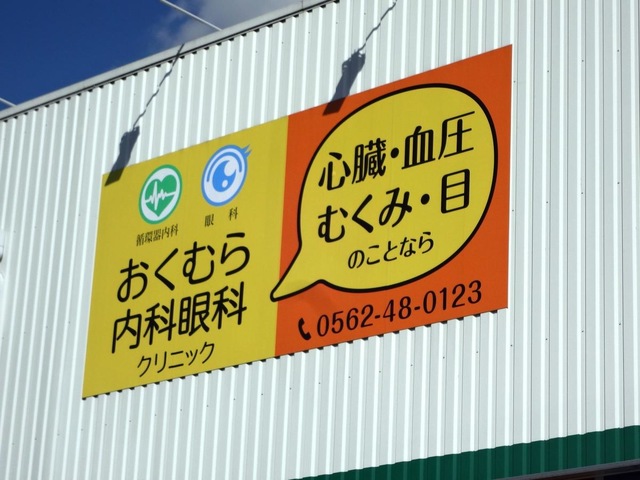 循環器内科
眼科
おくむら
内科眼科
クリニック
心臓・血圧
むくみ・目
のことなら
0562-48-0123